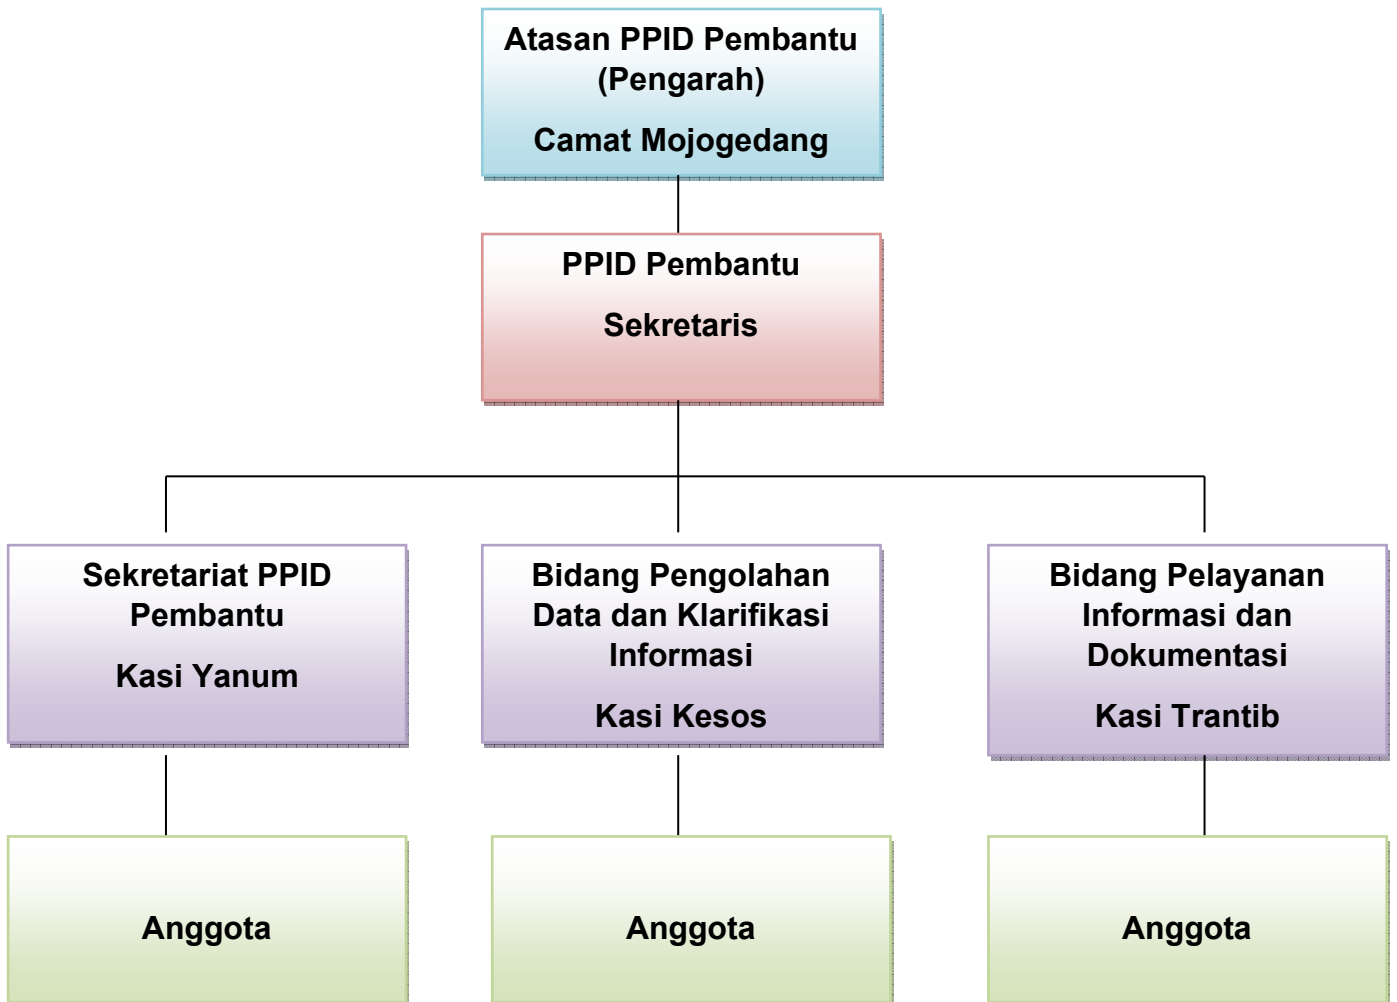 Atasan PPID Pembantu
(Pengarah)
Camat Mojogedang
PPID Pembantu
Sekretaris
Sekretariat PPID
Pembantu
Kasi Yanum
Bidang Pengolahan
Data dan Klarifikasi
Informasi
Kasi Kesos
Bidang Pelayanan
Informasi dan
Dokumentasi
Kasi Trantib
Anggota
Anggota
Anggota